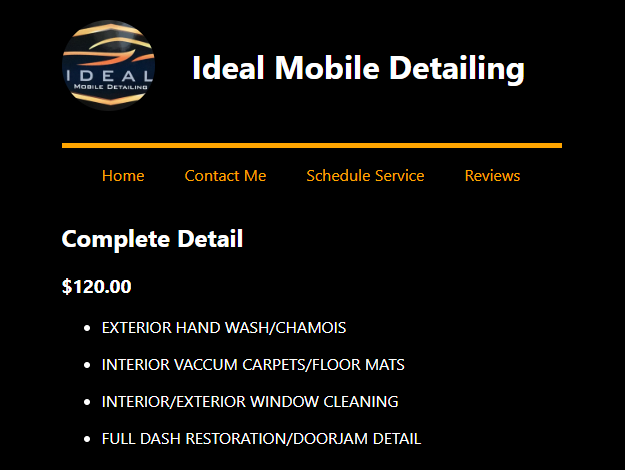 IDEAL
MOBILE DETAILING
Ideal Mobile Detailing
Home Contact Me Schedule Service Reviews
Complete Detail
$120.00
• EXTERIOR HAND WASH/CHAMOIS
• INTERIOR VACCUM CARPETS/FLOOR MATS
• INTERIOR/EXTERIOR WINDOW CLEANING
• FULL DASH RESTORATION/DOORJAM DETAIL